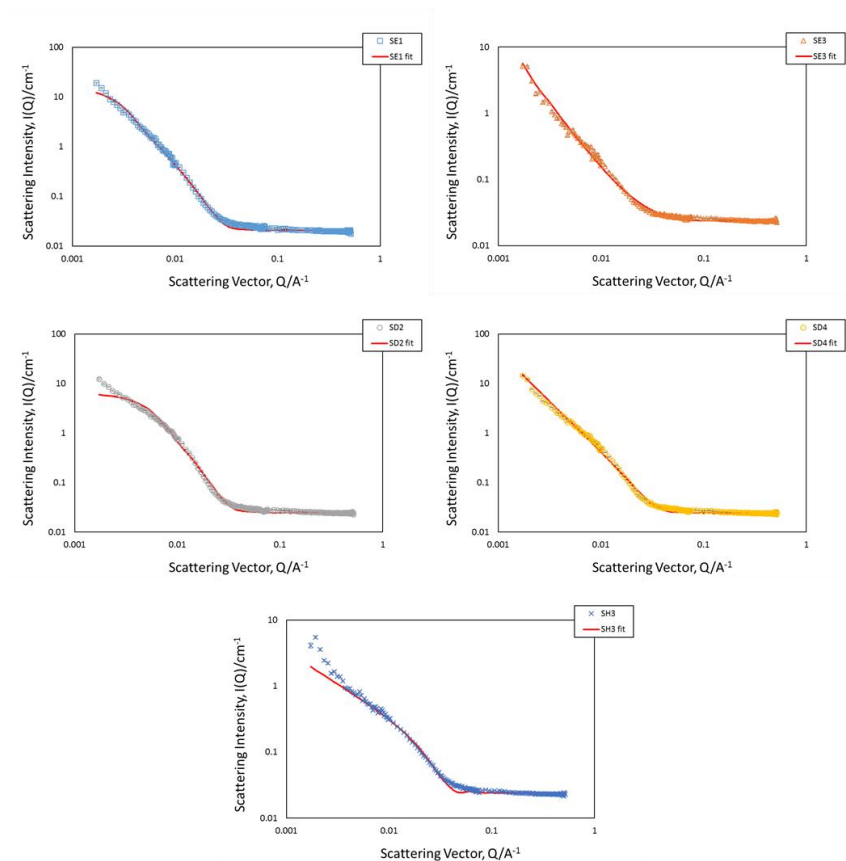 SE1
SE1 fit
100
10
1
0.1
0.01
0.001
0.01
0.1
1
Scattering Intensity, I(Q)/cm-1
Scattering Vector, Q/A-1
SE3
SE3 fit
10
1
0.1
0.01
0.001
0.01
0.1
1
Scattering Intensity, I(Q)/cm-1
Scattering Vector, Q/A-1
SD2
SD2 fit
100
10
1
0.1
0.01
0.001
0.01
0.1
1
Scattering Intensity, I(Q)/cm-1
Scattering Vector, Q/A-1
SD4
SD4 fit
100
10
1
0.1
0.01
0.001
0.01
0.1
1
Scattering Intensity, I(Q)/cm-1
Scattering Vector, Q/A-1
SH3
SH3 fit
10
1
0.1
0.01
0.001
0.01
0.1
1
Scattering Intensity, I(Q)/cm-1
Scattering Vector, Q/A-1